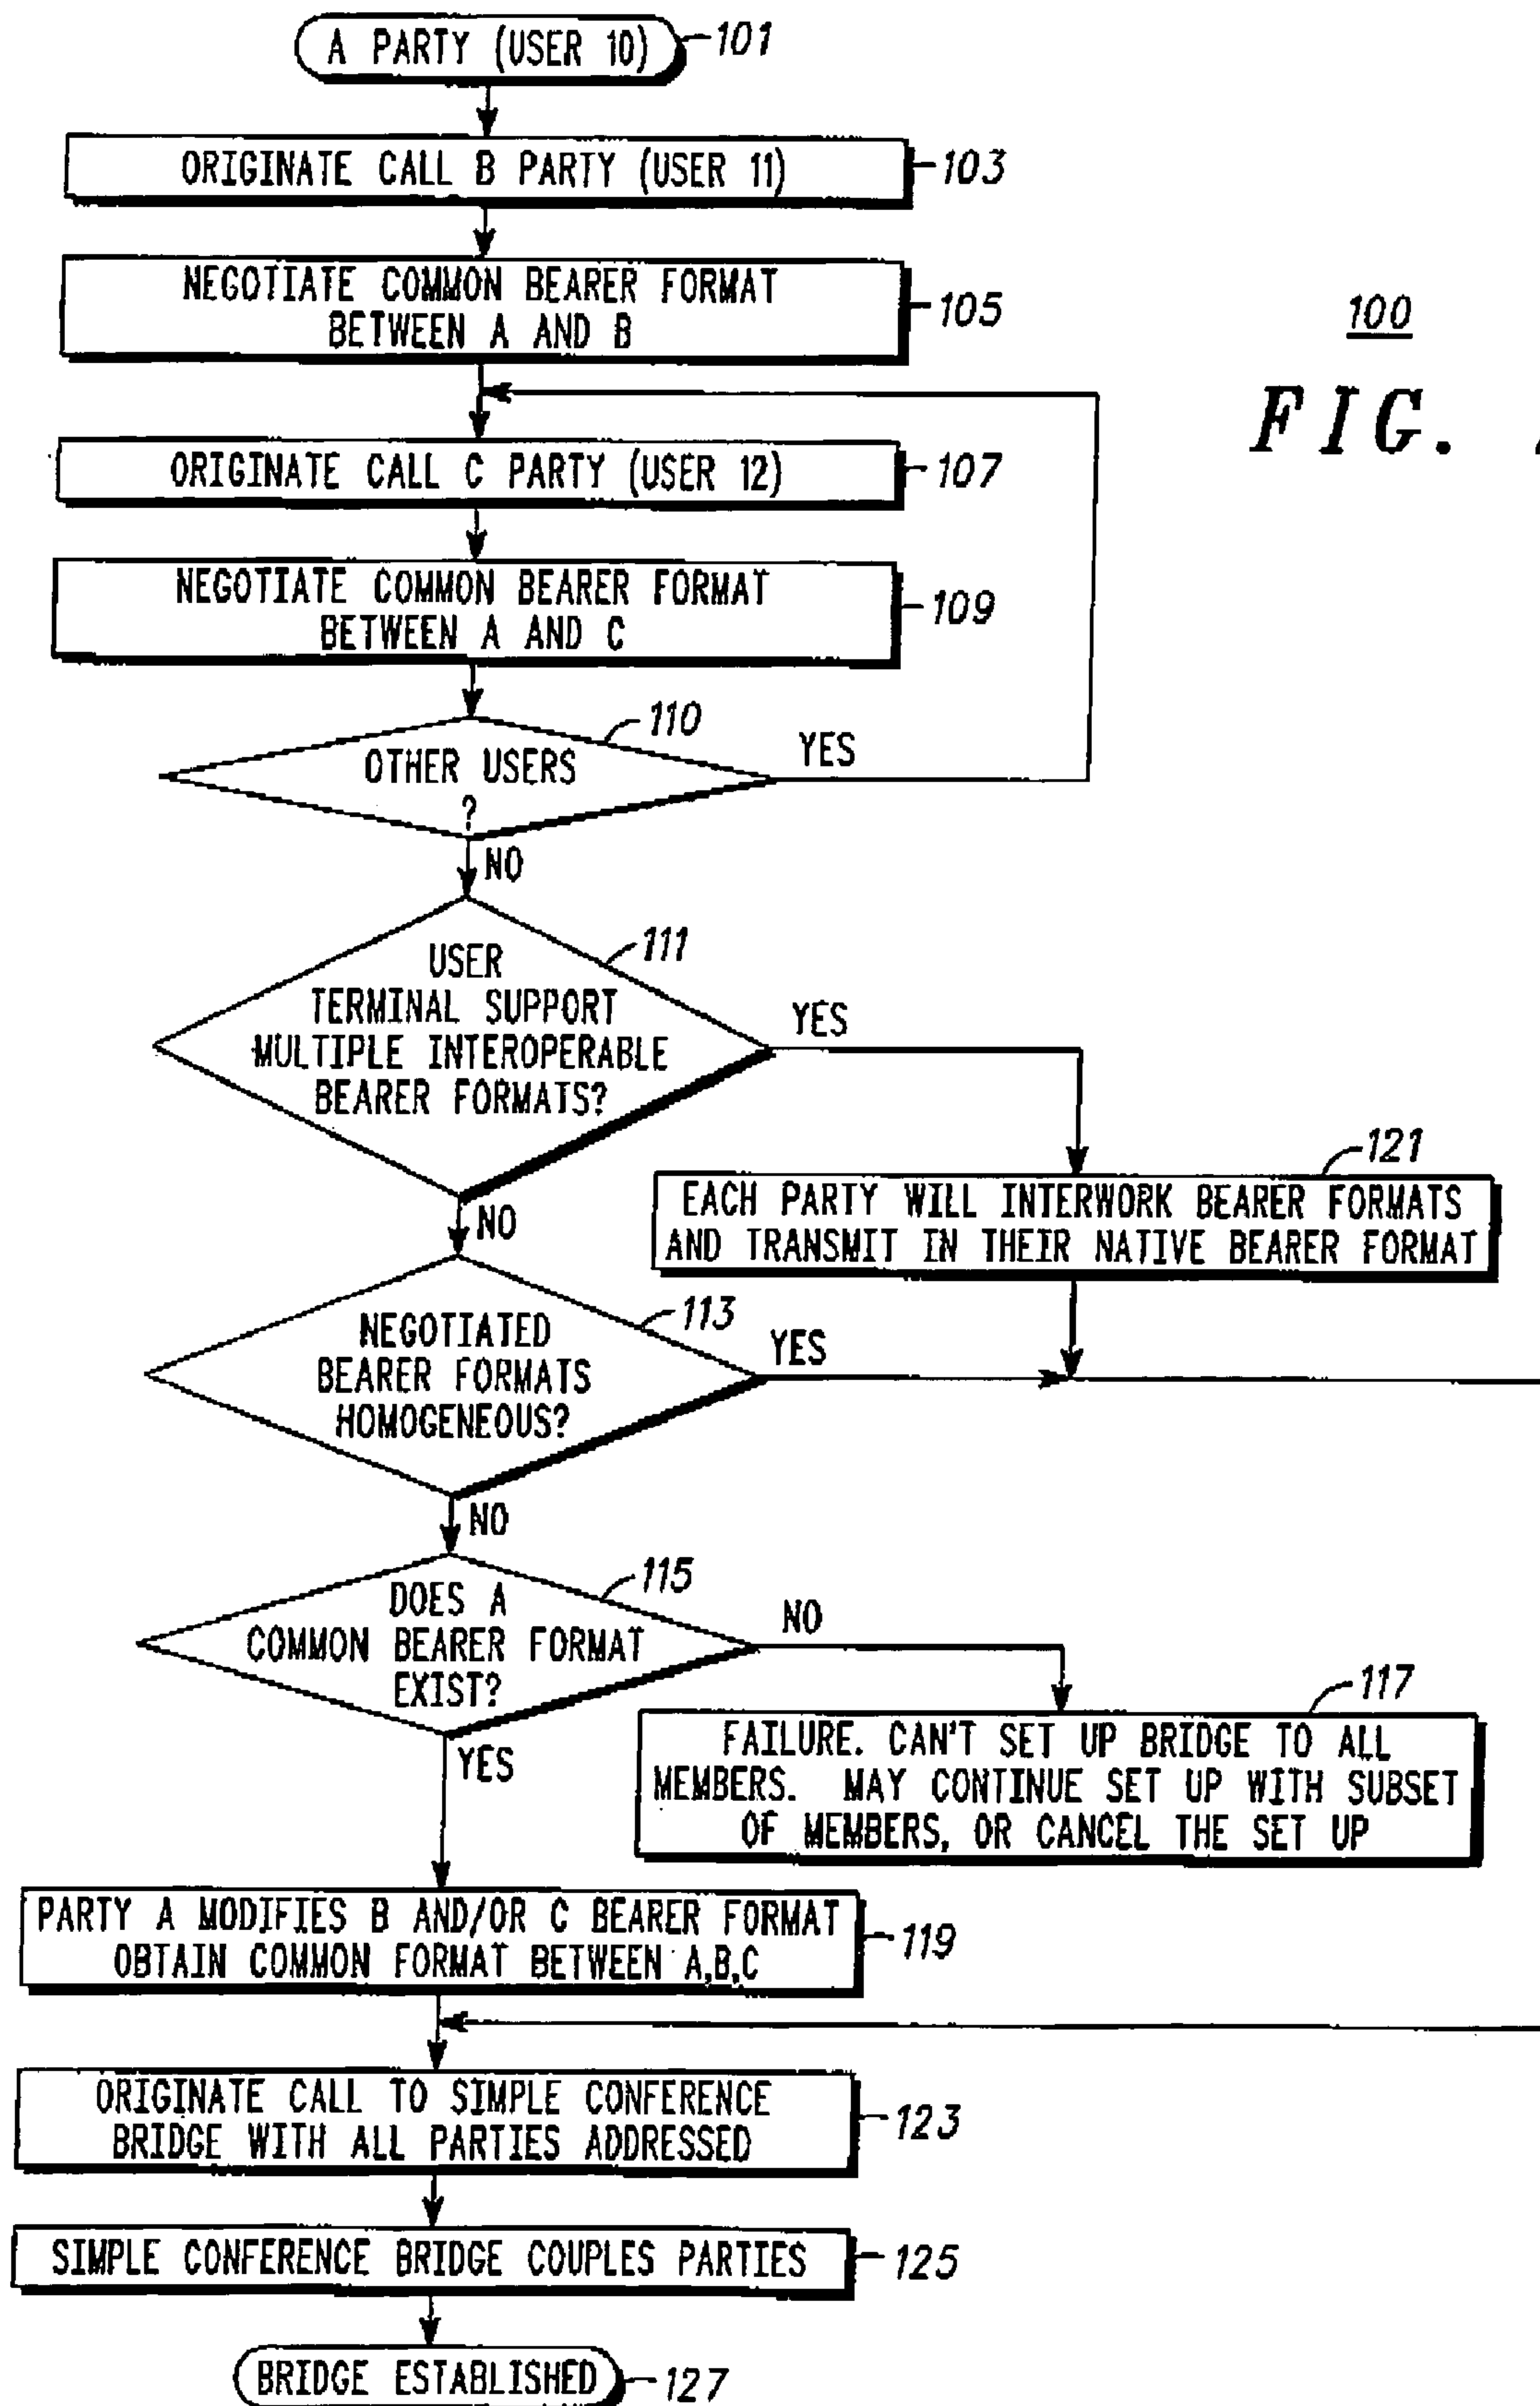 A PARTY (USER 10)
101
ORIGINATE CALL B PARTY (USER 11)
103
NEGOTIATE COMMON BEARER FORMAT
BETWEEN A AND B
105
100
FIG.
ORIGINATE CALL C PARTY (USER 12)
107
NEGOTIATE COMMON BEARER FORMAT
BETWEEN A AND C
109
110
OTHER USERS
?
YES
NO
111
USER
TERMINAL SUPPORT
MULTIPLE INTEROPERABLE
BEARER FORMATS?
YES
NO
121
EACH PARTY WILL INTERWORK BEARER FORMATS
AND TRANSMIT IN THEIR NATIVE BEARER FORMAT
113
NEGOTIATED
BEARER FORMATS
HOMOGENEOUS?
YES
NO
115
DOES A
COMMON BEARER FORMAT
EXIST?
NO
YES
117
FAILURE. CAN'T SET UP BRIDGE TO ALL
MEMBERS. MAY CONTINUE SET UP WITH SUBSET
OF MEMBERS, OR CANCEL THE SET UP
PARTY A MODIFIES B AND/OR C BEARER FORMAT
OBTAIN COMMON FORMAT BETWEEN A,B,C
119
ORIGINATE CALL TO SIMPLE CONFERENCE
BRIDGE WITH ALL PARTIES ADDRESSED
123
SIMPLE CONFERENCE BRIDGE COUPLES PARTIES
125
BRIDGE ESTABLISHED
127